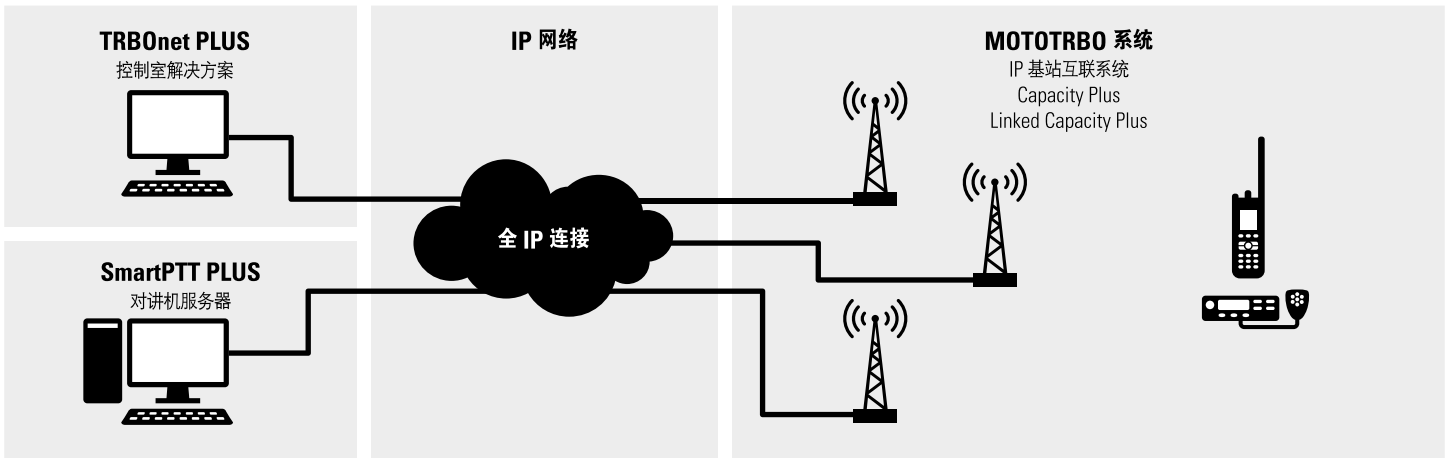 TRBOnet PLUS
控制室解决方案
SmartPTT PLUS
对讲机服务器
IP 网络
全 IP 连接
MOTOTRBO 系统
IP 基站互联系统
Capacity Plus
Linked Capacity Plus